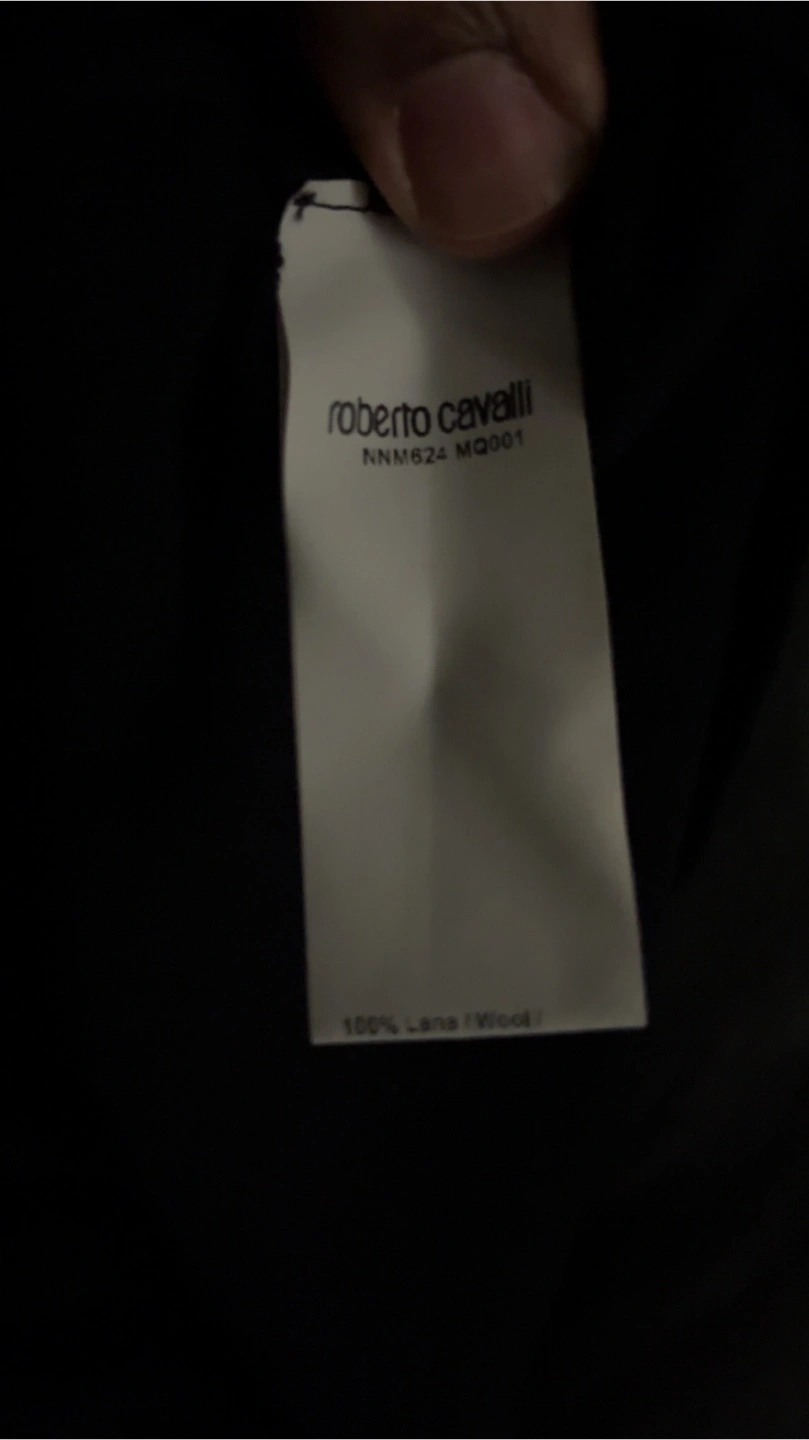 roberto cavalli
NNM624 MQ001
100% Lana (Wool)